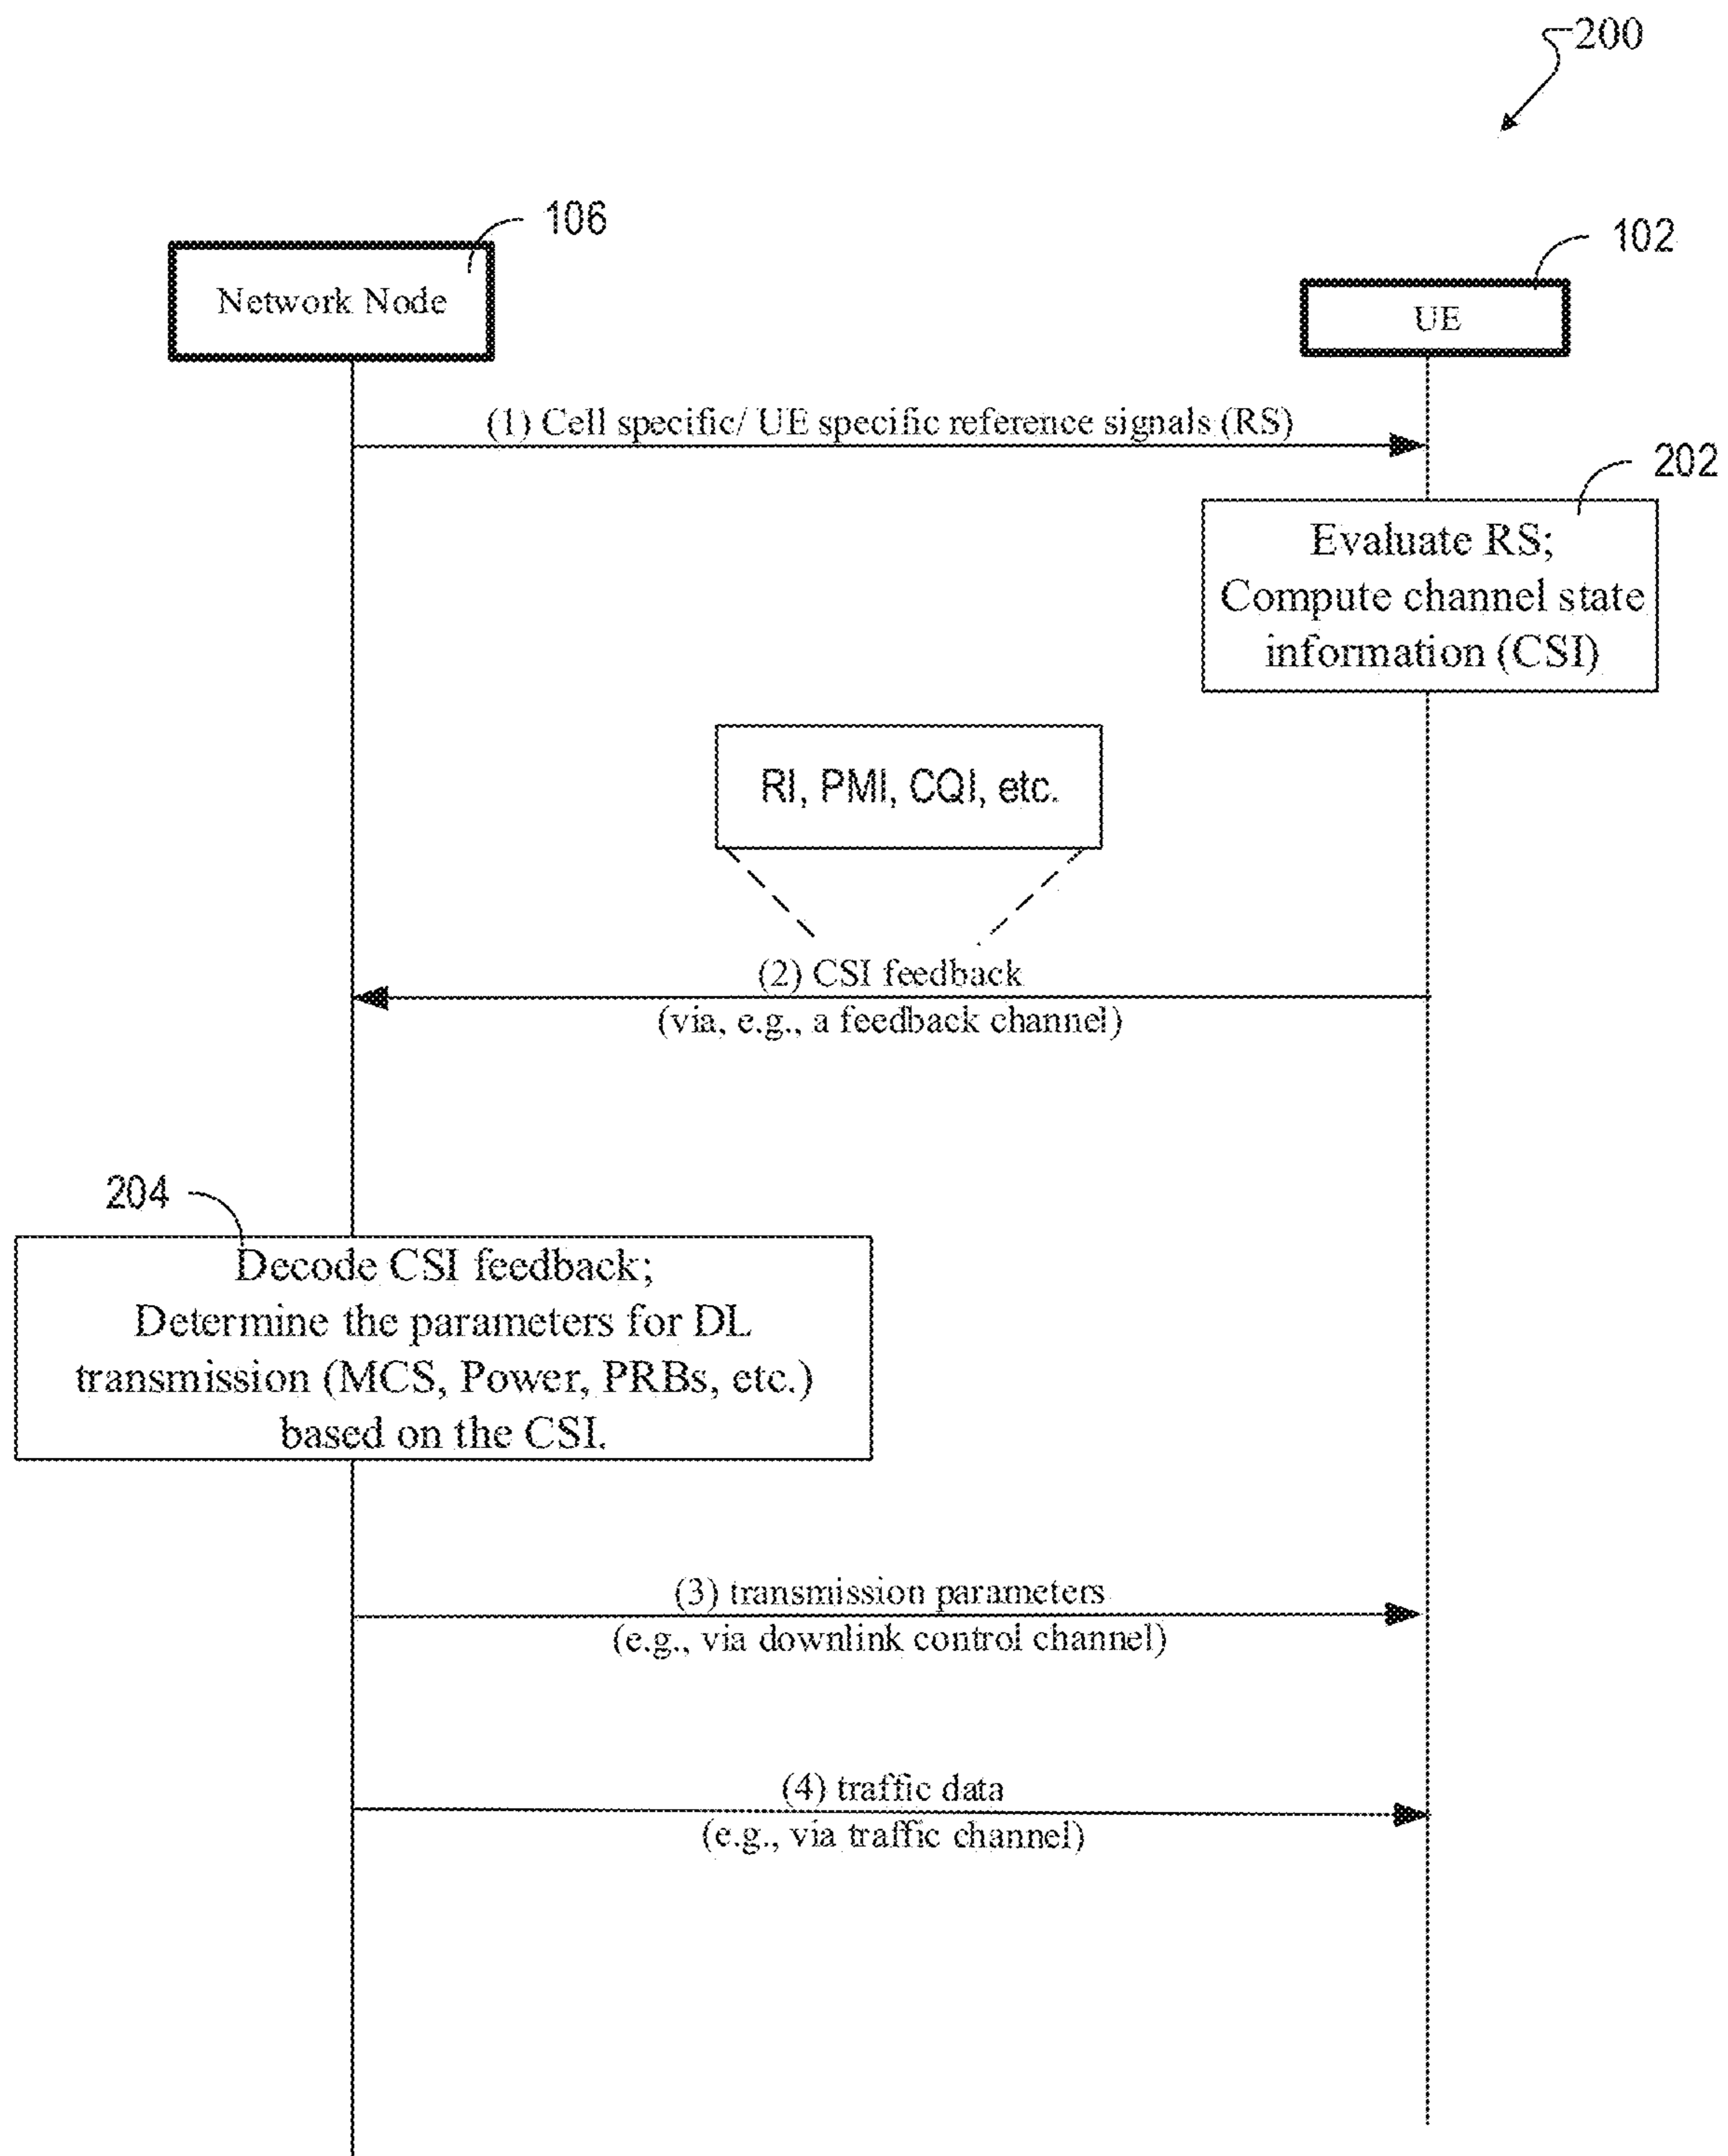 200
106
Network Node
102
UE
(1) Cell specific/ UE specific reference signals (RS)
202
Evaluate RS;
Compute channel state
information (CSI)
RI, PMI, CQI, etc.
(2) CSI feedback
(via, e.g., a feedback channel)
204
Decode CSI feedback;
Determine the parameters for DL
transmission (MCS, Power, PRBs, etc.)
based on the CSI.
(3) transmission parameters
(e.g., via downlink control channel)
(4) traffic data
(e.g., via traffic channel)